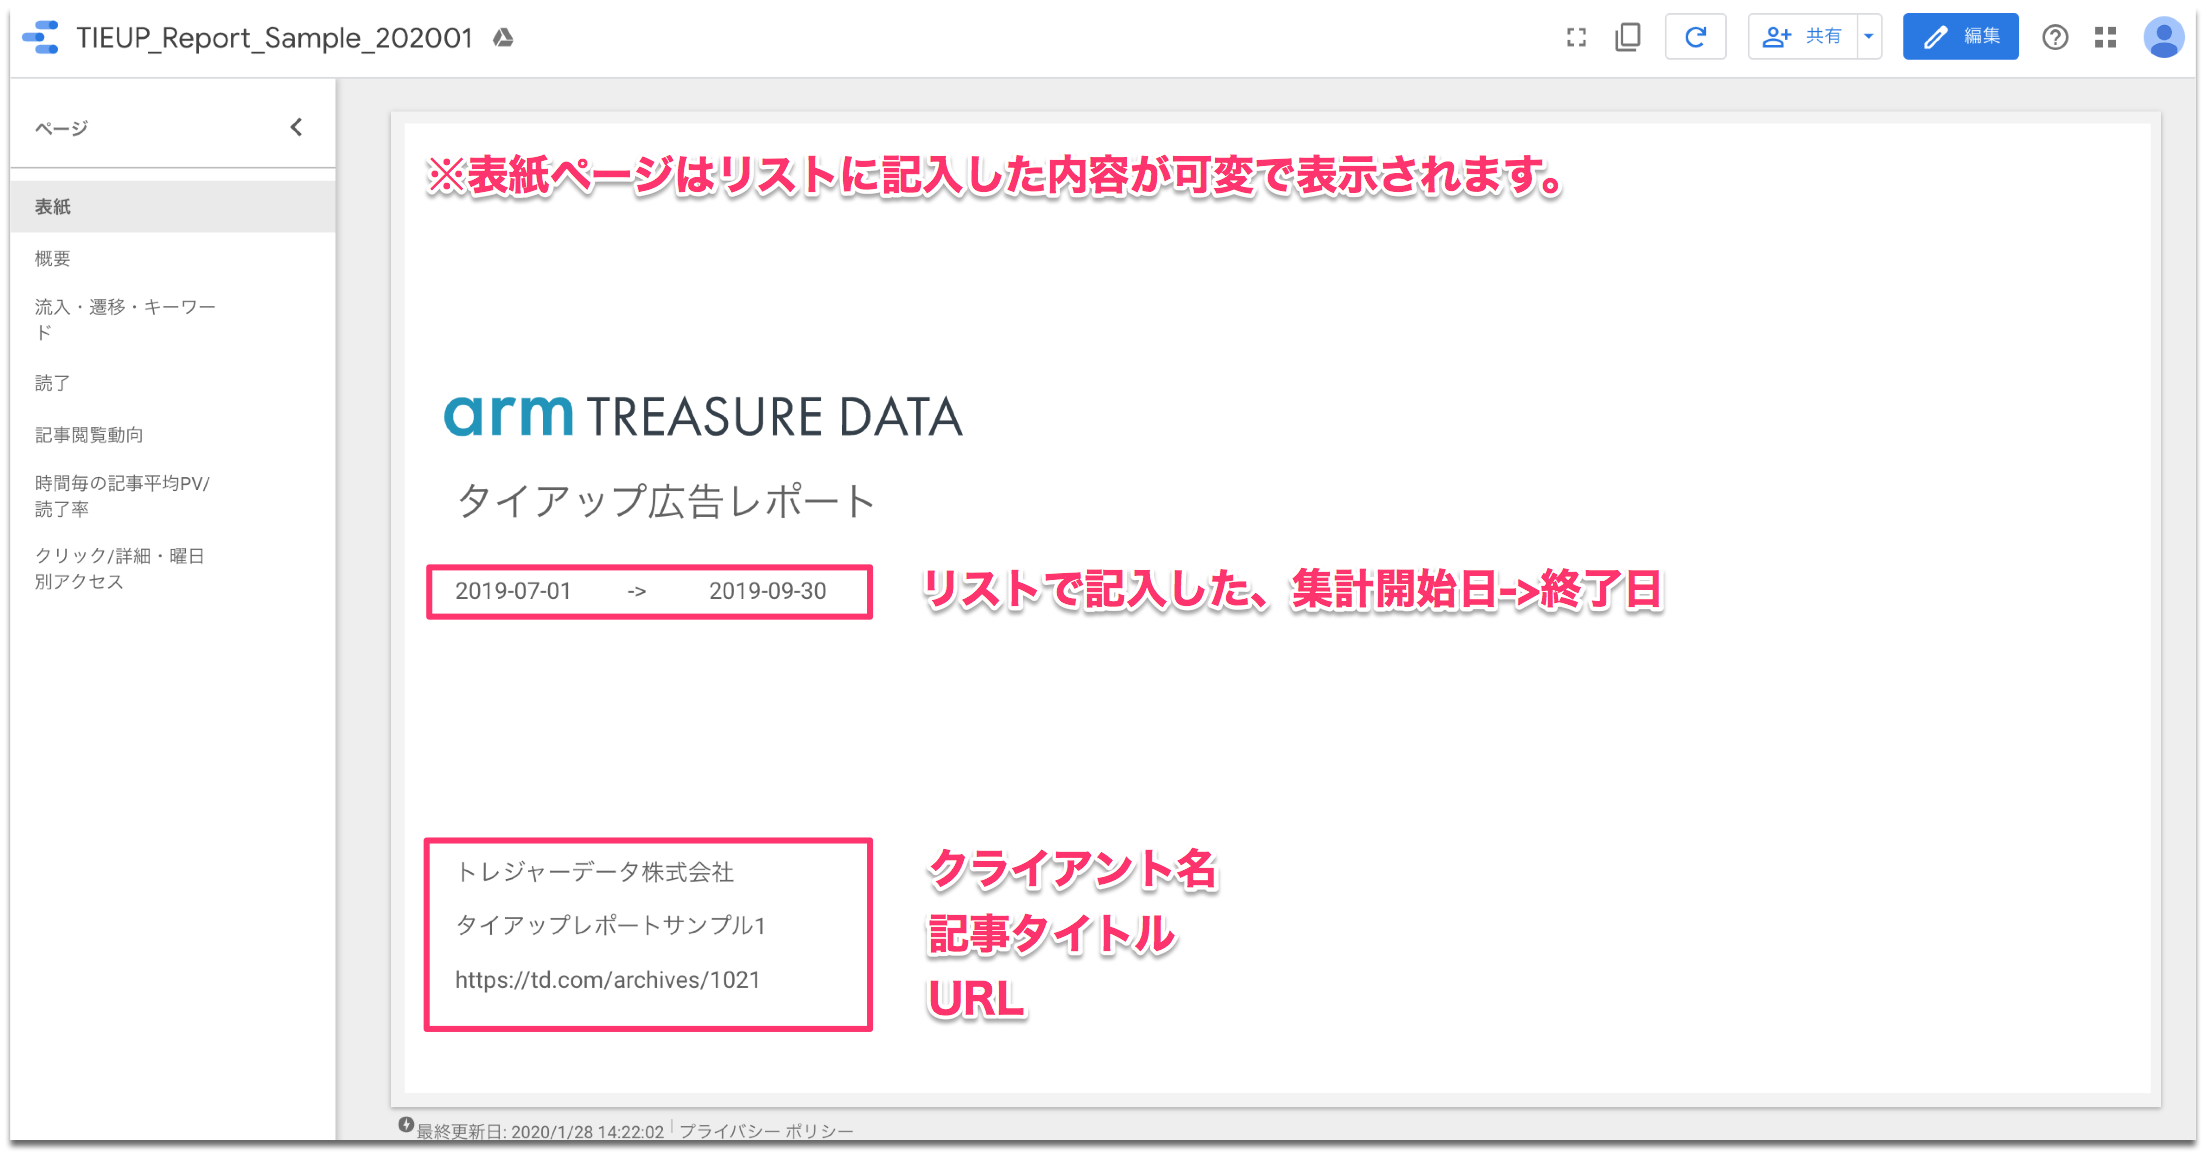 TIEUP_Report_Sample_202001
共有
編集
ページ
表紙
概要
流入・遷移・キーワー
ド
読了
記事閲覧動向
時間毎の記事平均PV/
読了率
クリック/詳細・曜日
別アクセス
※表紙ページはリストに記入した内容が可変で表示されます。
arm TREASURE DATA
タイアップ広告レポート
2019-07-01 -> 2019-09-30
リストで記入した、集計開始日->終了日
トレジャーデータ株式会社
クライアント名
タイアップレポートサンプル1
記事タイトル
https://td.com/archives/1021
URL
最終更新日: 2020/1/28 14:22:02 プライバシー ポリシー